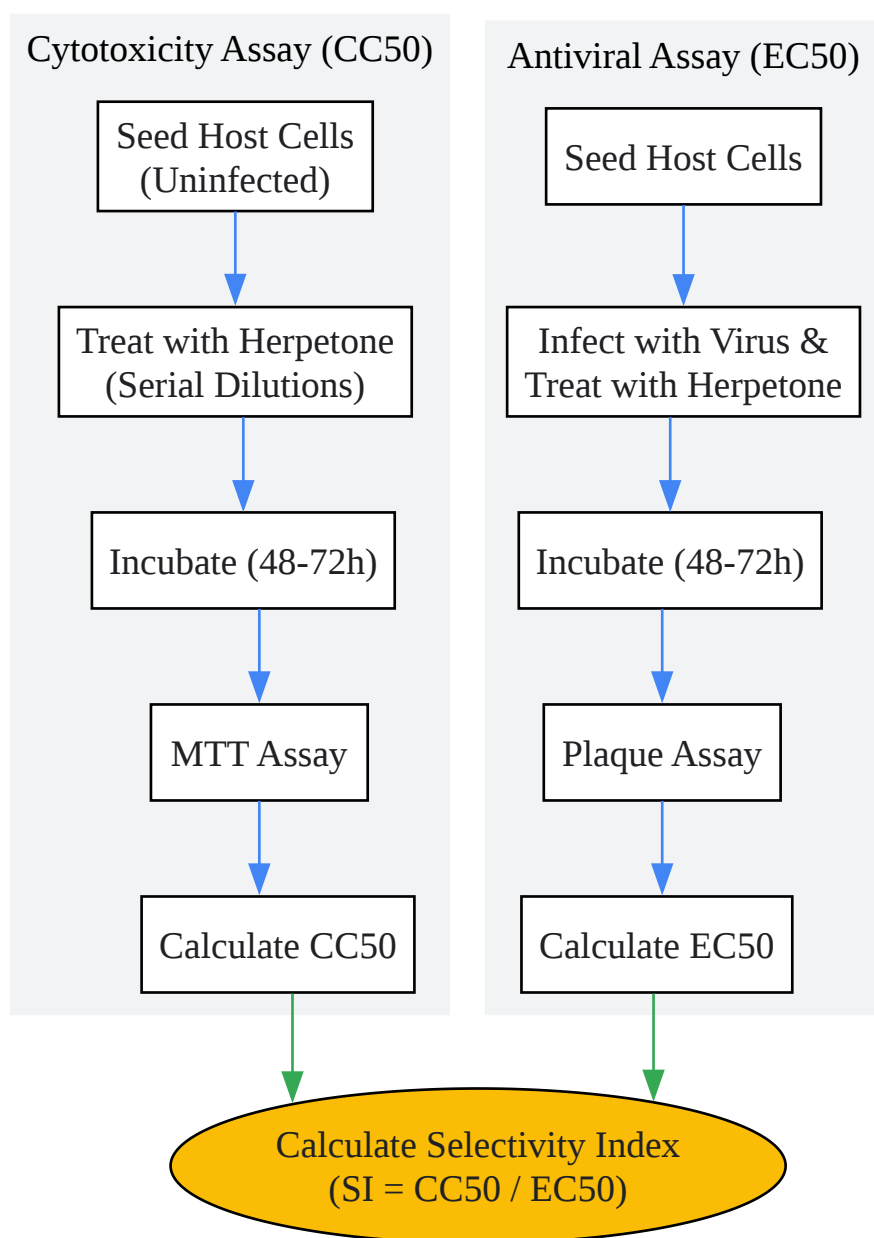 Cytotoxicity Assay (CC50)
Seed Host Cells
(Uninfected)
Treat with Herpetone
(Serial Dilutions)
Incubate (48-72h)
MTT Assay
Calculate CC50
Antiviral Assay (EC50)
Seed Host Cells
Infect with Virus &
Treat with Herpetone
Incubate (48-72h)
Plaque Assay
Calculate EC50
Calculate Selectivity Index
(SI = CC50 / EC50)